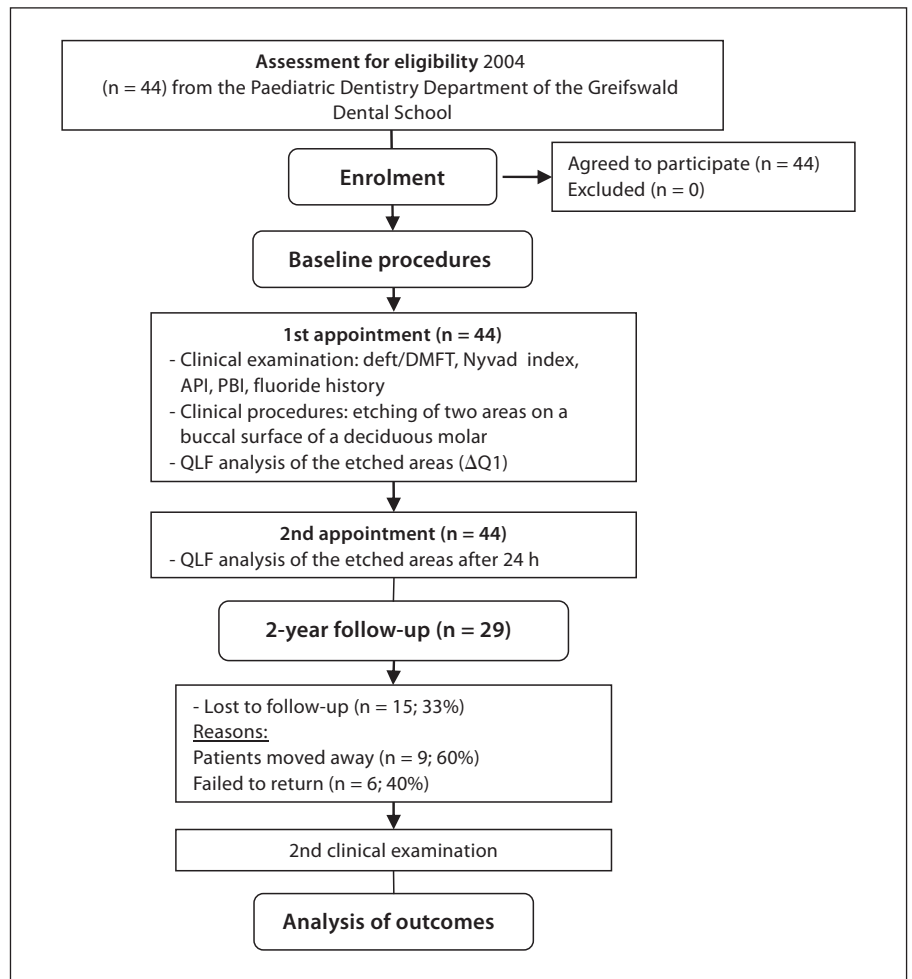 Assessment for eligibility 2004
(n = 44) from the Paediatric Dentistry Department of the Greifswald
Dental School
Enrolment
Agreed to participate (n = 44)
Excluded (n = 0)
Baseline procedures
1st appointment (n = 44)
- Clinical examination: deft/DMFT, Nyvad index,
API, PBI, fluoride history
- Clinical procedures: etching of two areas on a
buccal surface of a deciduous molar
- QLF analysis of the etched areas (ΔQ1)
2nd appointment (n = 44)
- QLF analysis of the etched areas after 24 h
2-year follow-up (n = 29)
- Lost to follow-up (n = 15; 33%)
Reasons:
Patients moved away (n = 9; 60%)
Failed to return (n = 6; 40%)
2nd clinical examination
Analysis of outcomes